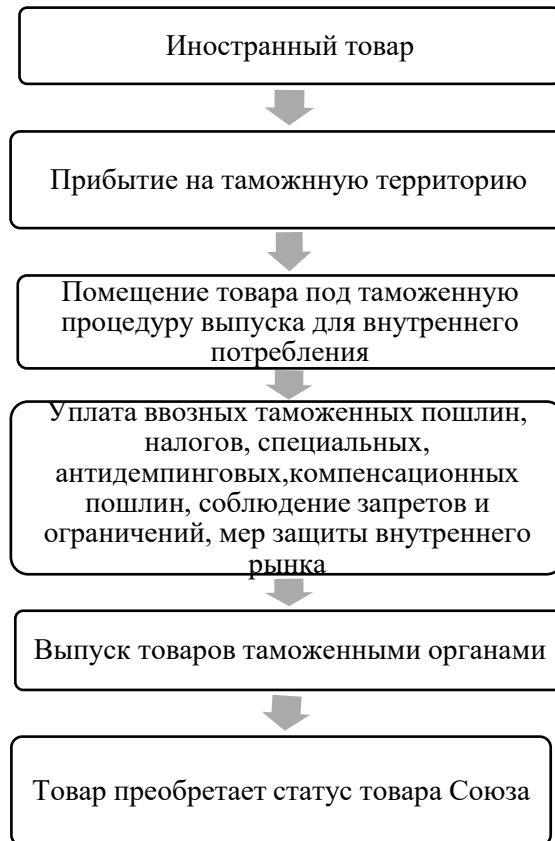 Иностранный товар
Прибытие на таможнную территорию
Помещение товара под таможенную
процедуру выпуска для внутреннего
потребления
Уплата ввозных таможенных пошлин,
налогов, специальных,
антидемпинговых,компенсационных
пошлин, соблюдение запретов и
ограничений, мер защиты внутреннего
рынка
Выпуск товаров таможенными органами
Товар преобретает статус товара Союза